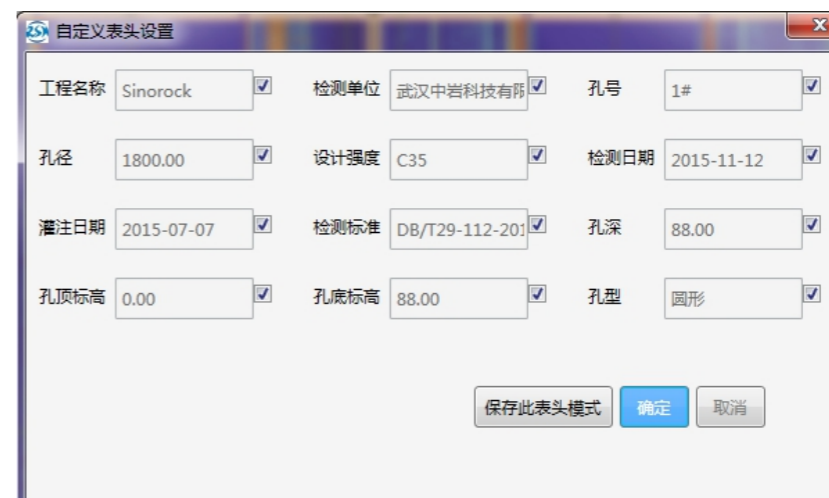 自定义表头设置
工程名称 Sinorock 检测单位 武汉中岩科技有限 孔号 1#
孔径 1800.00 设计强度 C35 检测日期 2015-11-12
灌注日期 2015-07-07 检测标准 DB/T29-112-201 孔深 88.00
孔顶标高 0.00 孔底标高 88.00 孔型 圆形
保存此表头模式 确定 取消